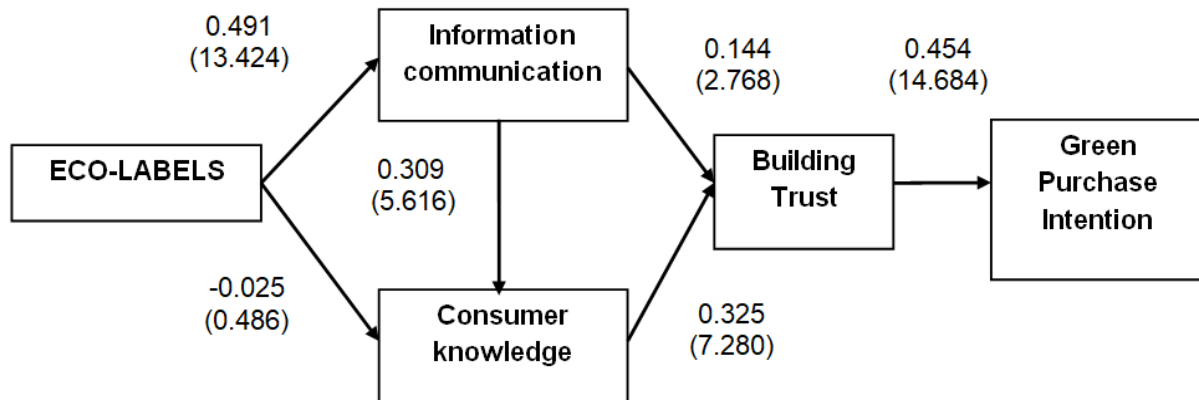 0.491
(13.424)
Information
communication
0.144
(2.768)
0.454
(14.684)
ECO-LABELS
0.309
(5.616)
Building
Trust
Green
Purchase
Intention
-0.025
(0.486)
Consumer
knowledge
0.325
(7.280)